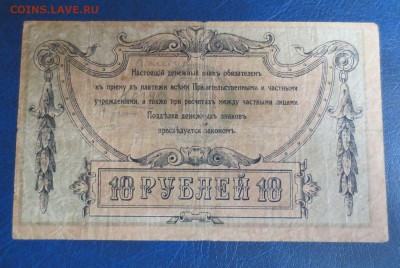 COINS.LAVE.RU
Настоящій денежный знакъ обязателенъ
къ пріему въ платежи всѣми Правительственными и частными
учрежденіями, а также при расчетахъ между частными лицами.
Поддѣлка денежныхъ знаковъ
преслѣдуется закономъ.
10 РУБЛЕЙ 10